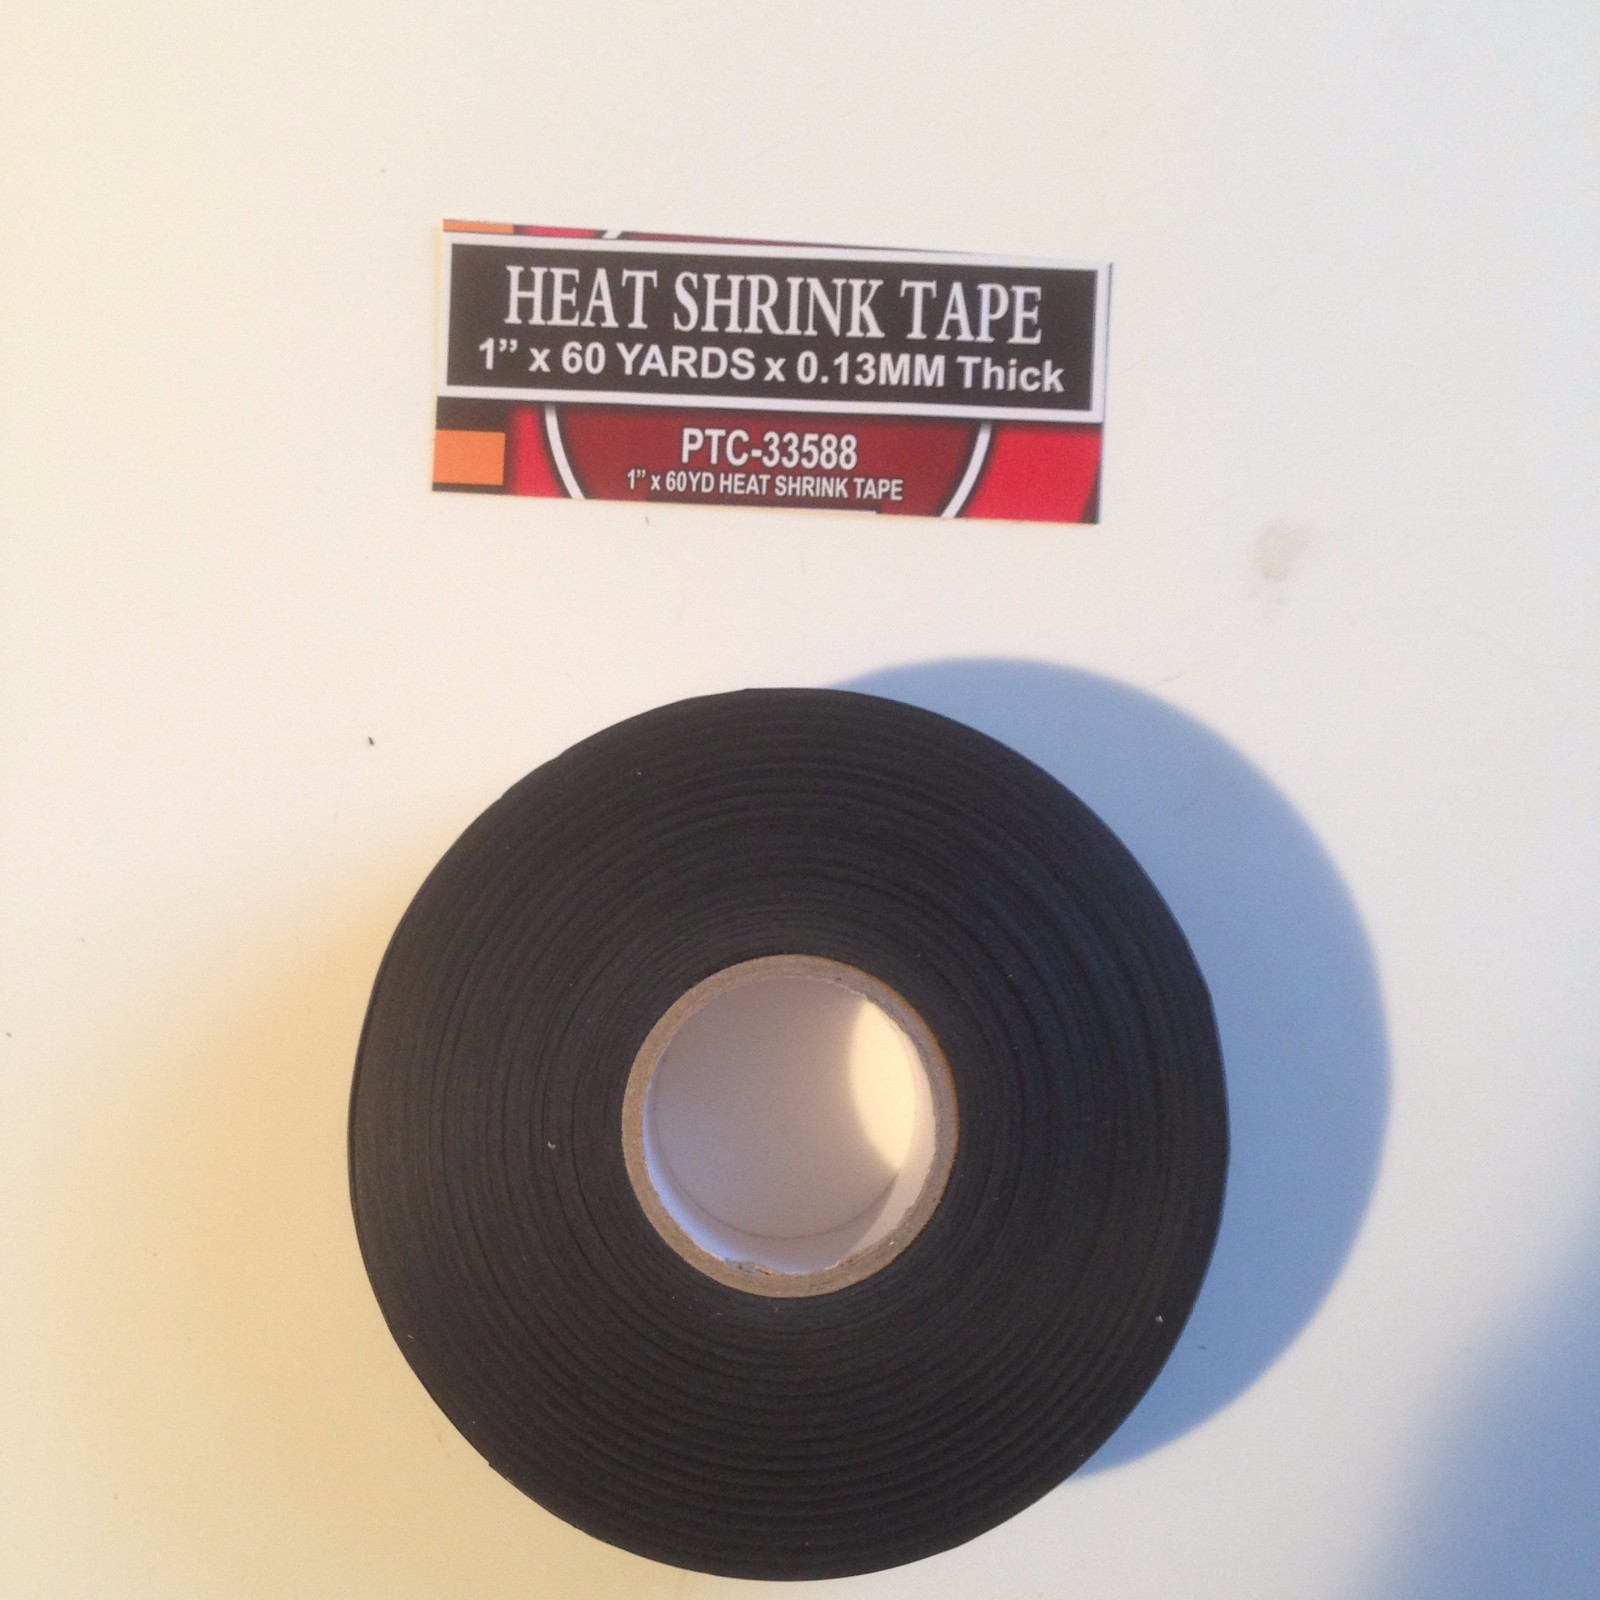 HEAT SHRINK TAPE
1” x 60 YARDS x 0.13MM Thick
PTC-33588
1” x 60YD HEAT SHRINK TAPE